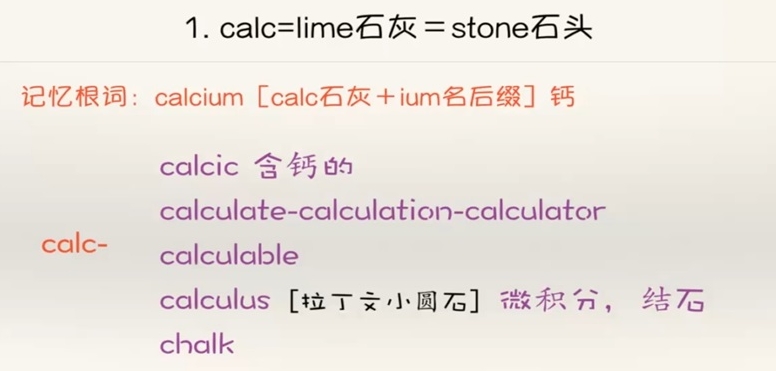 1. calc=lime石灰＝stone石头
记忆根词：calcium［calc石灰＋ium名后缀］钙
calcic 含钙的
calculate-calculation-calculator
calc-
calculable
calculus［拉丁文小圆石］微积分，结石
chalk